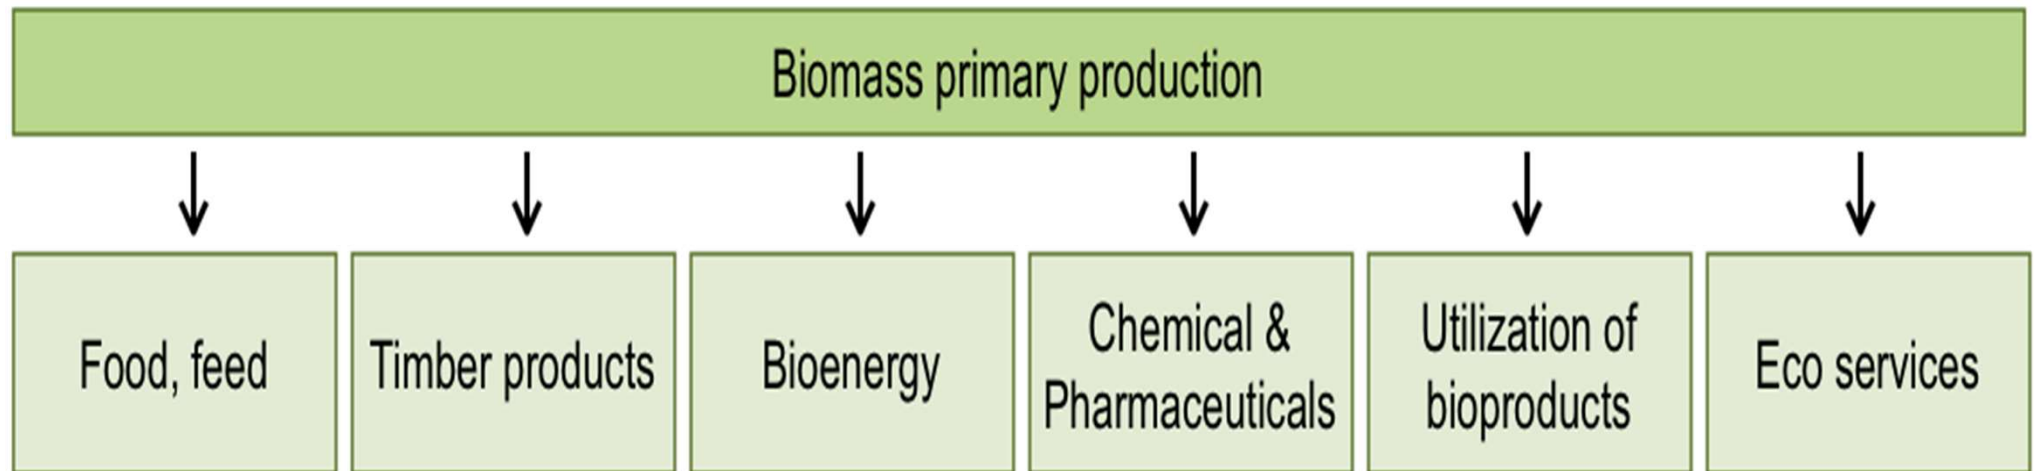 Biomass primary production
Food, feed
Timber products
Bioenergy
Chemical &
Pharmaceuticals
Utilization of
bioproducts
Eco services